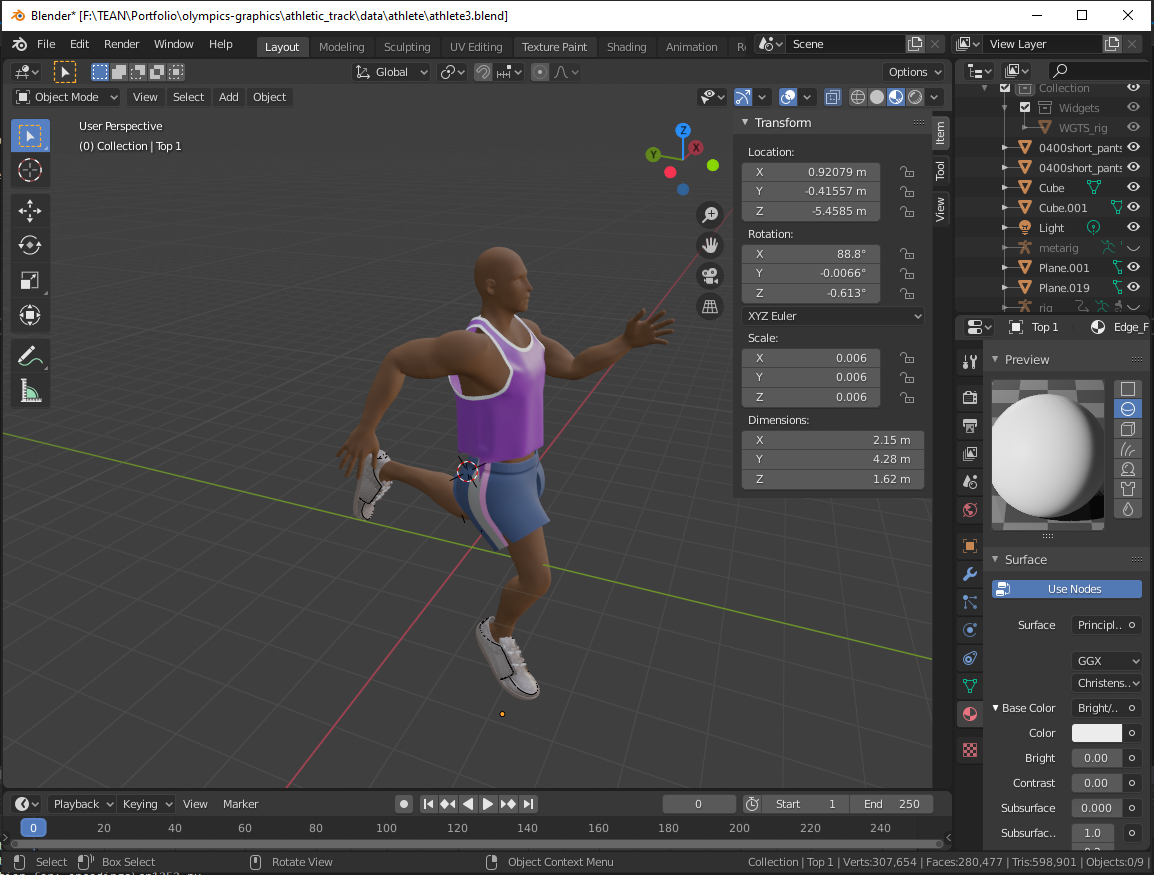 Blender* [F:\TEAN\Portfolio\olympics-graphics\athletic_track\data\athlete\athlete3.blend]
File Edit Render Window Help Layout Modeling Sculpting UV Editing Texture Paint Shading Animation Scene View Layer
Global Options
Object Mode View Select Add Object
User Perspective
(0) Collection | Top 1
Z
Y
X
Transform
Location:
X 0.92079 m
Y -0.41557 m
Z -5.4585 m
Rotation:
X 88.8°
Y -0.0066°
Z -0.613°
XYZ Euler
Scale:
X 0.006
Y 0.006
Z 0.006
Dimensions:
X 2.15 m
Y 4.28 m
Z 1.62 m
Item
Tool
View
Collection
Widgets
WGTS_rig
0400short_pants
0400short_pants
Cube
Cube.001
Light
metarig
Plane.001
Plane.019
rig
Top 1 Edge_F
Preview
Surface
Use Nodes
Surface Principl..
GGX
Christens..
Base Color Bright/..
Color
Bright 0.00
Contrast 0.00
Subsurface 0.000
Subsurfac.. 1.0
Playback Keying View Marker 0 Start 1 End 250
0 20 40 60 80 100 120 140 160 180 200 220 240
Select Box Select Rotate View Object Context Menu Collection | Top 1 | Verts:307,654 | Faces:280,477 | Tris:598,901 | Objects:0/9 |